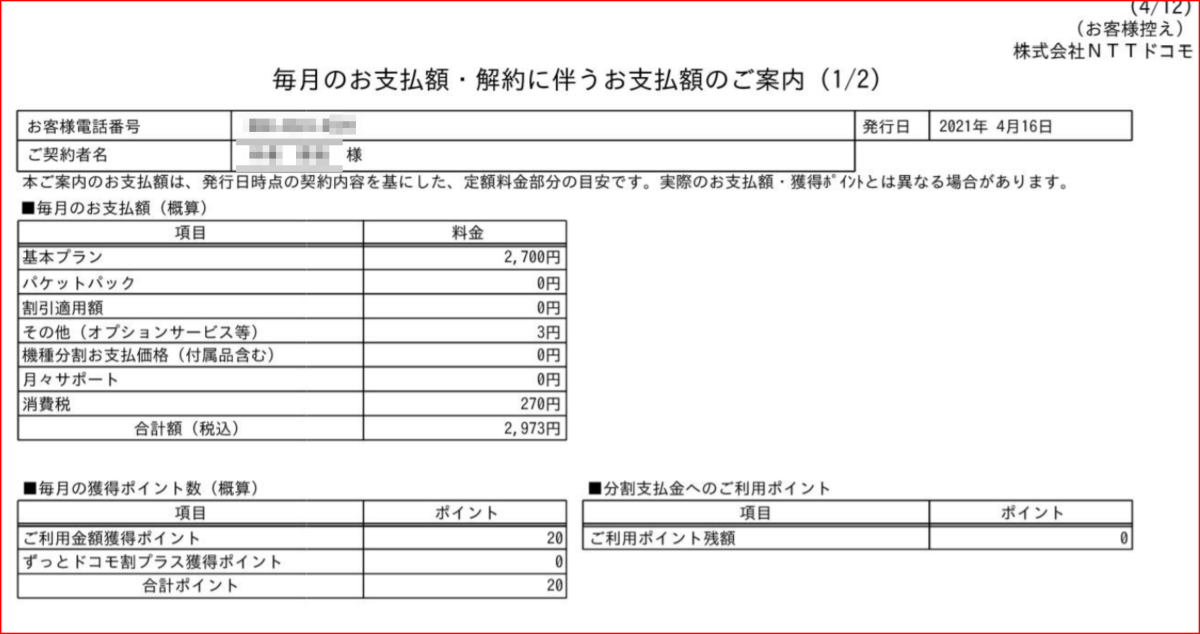 (4/12)
(お客様控え)
株式会社NTTドコモ
毎月のお支払額・解約に伴うお支払額のご案内 (1/2)
お客様電話番号 発行日 2021年 4月16日
ご契約者名 様
本ご案内のお支払額は、発行日時点の契約内容を基にした、定額料金部分の目安です。実際のお支払額・獲得ﾎﾟｲﾝﾄとは異なる場合があります。
■毎月のお支払額（概算）
項目 料金
基本プラン 2,700円
パケットパック 0円
割引適用額 0円
その他（オプションサービス等） 3円
機種分割お支払価格（付属品含む） 0円
月々サポート 0円
消費税 270円
合計額（税込） 2,973円
■毎月の獲得ポイント数（概算） ■分割支払金へのご利用ポイント
項目 ポイント 項目 ポイント
ご利用金額獲得ポイント 20 ご利用ポイント残額 0
ずっとドコモ割プラス獲得ポイント 0
合計ポイント 20